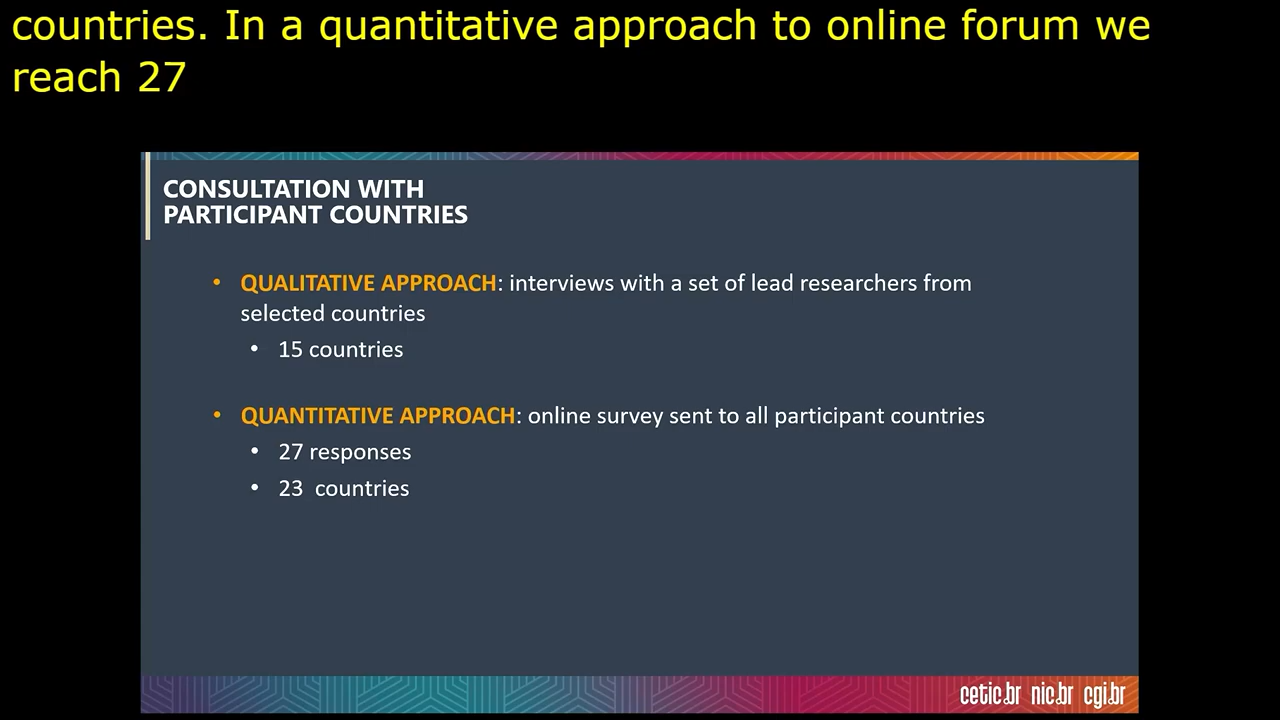 countries. In a quantitative approach to online forum we
reach 27
CONSULTATION WITH
PARTICIPANT COUNTRIES
• QUALITATIVE APPROACH: interviews with a set of lead researchers from
selected countries
• 15 countries
• QUANTITATIVE APPROACH: online survey sent to all participant countries
• 27 responses
• 23 countries
cetic.br nic.br cgi.br